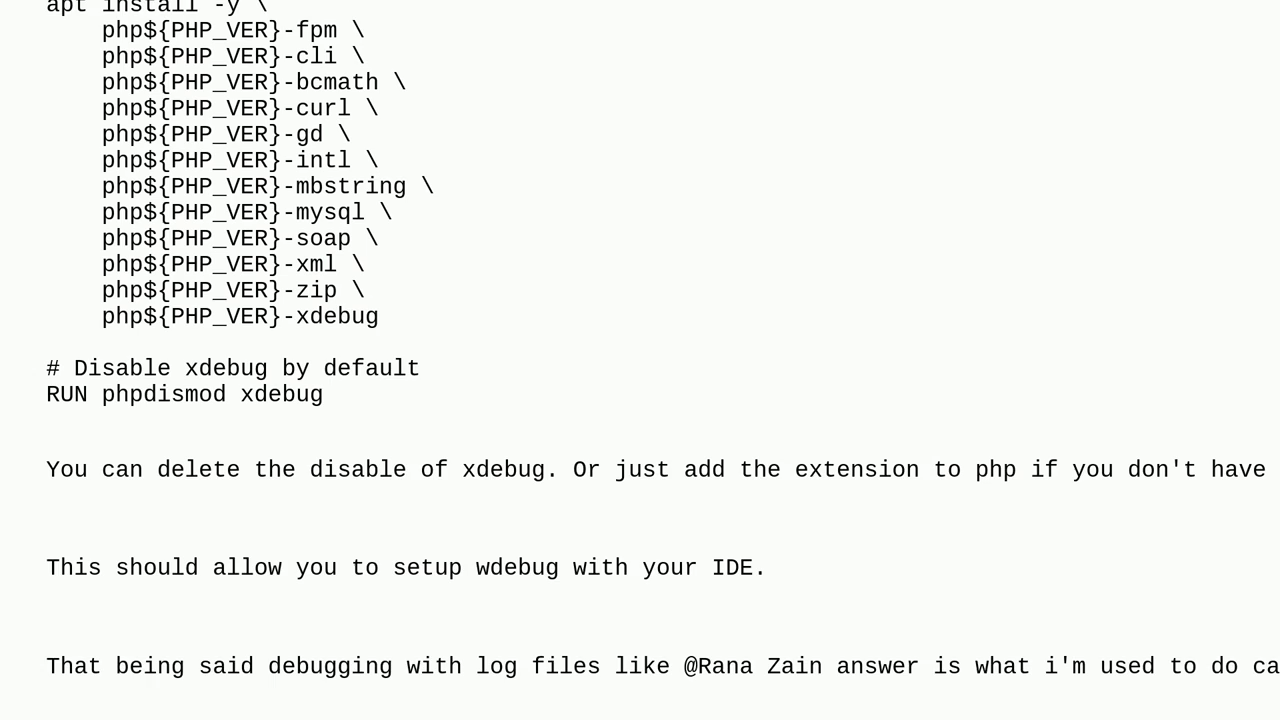 apt install -y \
    php${PHP_VER}-fpm \
    php${PHP_VER}-cli \
    php${PHP_VER}-bcmath \
    php${PHP_VER}-curl \
    php${PHP_VER}-gd \
    php${PHP_VER}-intl \
    php${PHP_VER}-mbstring \
    php${PHP_VER}-mysql \
    php${PHP_VER}-soap \
    php${PHP_VER}-xml \
    php${PHP_VER}-zip \
    php${PHP_VER}-xdebug
# Disable xdebug by default
RUN phpdismod xdebug
You can delete the disable of xdebug. Or just add the extension to php if you don't have
This should allow you to setup wdebug with your IDE.
That being said debugging with log files like @Rana Zain answer is what i'm used to do ca